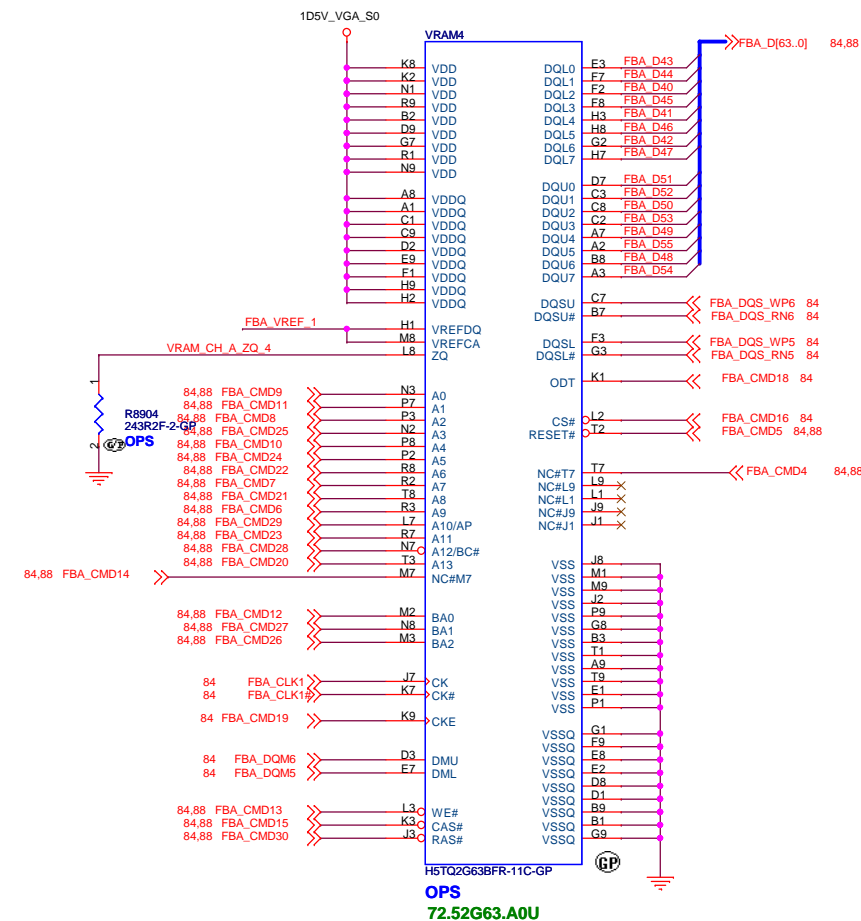 1D5V_VGA_S0
VRAM4
FBA_D[63..0] 84,88
K8 VDD
K2 VDD
N1 VDD
R9 VDD
B2 VDD
D9 VDD
G7 VDD
R1 VDD
N9 VDD
A8 VDDQ
A1 VDDQ
C1 VDDQ
C9 VDDQ
D2 VDDQ
E9 VDDQ
F1 VDDQ
H9 VDDQ
H2 VDDQ
FBA_VREF_1 H1 VREFDQ
M8 VREFCA
VRAM_CH_A_ZQ_4 L8 ZQ
1
R8904
243R2F-2-GP
2 OPS
84,88 FBA_CMD9 N3 A0
84,88 FBA_CMD11 P7 A1
84,88 FBA_CMD8 P3 A2
84,88 FBA_CMD25 N2 A3
84,88 FBA_CMD10 P8 A4
84,88 FBA_CMD24 P2 A5
84,88 FBA_CMD22 R8 A6
84,88 FBA_CMD7 R2 A7
84,88 FBA_CMD21 T8 A8
84,88 FBA_CMD6 R3 A9
84,88 FBA_CMD29 L7 A10/AP
84,88 FBA_CMD23 R7 A11
84,88 FBA_CMD28 N7 A12/BC#
84,88 FBA_CMD20 T3 A13
84,88 FBA_CMD14 M7 NC#M7
84,88 FBA_CMD12 M2 BA0
84,88 FBA_CMD27 N8 BA1
84,88 FBA_CMD26 M3 BA2
84 FBA_CLK1 J7 CK
84 FBA_CLK1# K7 CK#
84 FBA_CMD19 K9 CKE
84 FBA_DQM6 D3 DMU
84 FBA_DQM5 E7 DML
84,88 FBA_CMD13 L3 WE#
84,88 FBA_CMD15 K3 CAS#
84,88 FBA_CMD30 J3 RAS#
DQL0 E3 FBA_D43
DQL1 F7 FBA_D44
DQL2 F2 FBA_D40
DQL3 F8 FBA_D45
DQL4 H3 FBA_D41
DQL5 H8 FBA_D46
DQL6 G2 FBA_D42
DQL7 H7 FBA_D47
DQU0 D7 FBA_D51
DQU1 C3 FBA_D52
DQU2 C8 FBA_D50
DQU3 C2 FBA_D53
DQU4 A7 FBA_D49
DQU5 A2 FBA_D55
DQU6 B8 FBA_D48
DQU7 A3 FBA_D54
DQSU C7 FBA_DQS_WP6 84
DQSU# B7 FBA_DQS_RN6 84
DQSL F3 FBA_DQS_WP5 84
DQSL# G3 FBA_DQS_RN5 84
ODT K1 FBA_CMD18 84
CS# L2 FBA_CMD16 84
RESET# T2 FBA_CMD5 84,88
NC#T7 T7 FBA_CMD4 84,88
NC#L9 L9
NC#L1 L1
NC#J9 J9
NC#J1 J1
VSS J8
VSS M1
VSS M9
VSS J2
VSS P9
VSS G8
VSS B3
VSS T1
VSS A9
VSS T9
VSS E1
VSS P1
VSSQ G1
VSSQ F9
VSSQ E8
VSSQ E2
VSSQ D8
VSSQ D1
VSSQ B9
VSSQ B1
VSSQ G9
GP
H5TQ2G63BFR-11C-GP
OPS
72.52G63.A0U